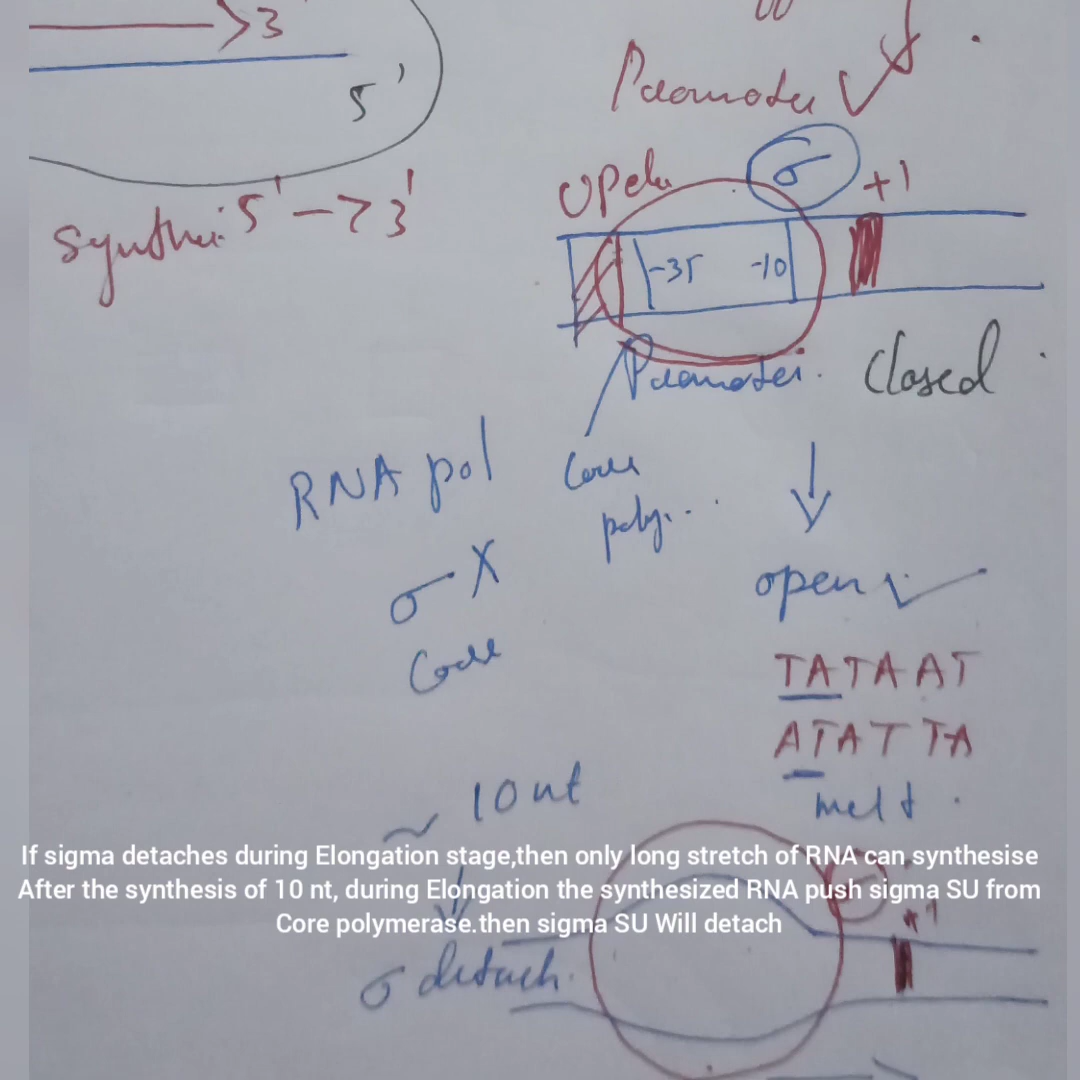 >3'
5'
Promoter
Synthei 5' -> 3'
UPele
σ
+1
-35 -10
Promoter.
Closed
RNA pol
Core
poly..
σ X
Core
open
TATAAT
ATATTA
melt.
~ 10 nt
If sigma detaches during Elongation stage,then only long stretch of RNA can synthesise
After the synthesis of 10 nt, during Elongation the synthesized RNA push sigma SU from
Core polymerase.then sigma SU Will detach
+1
σ detach.